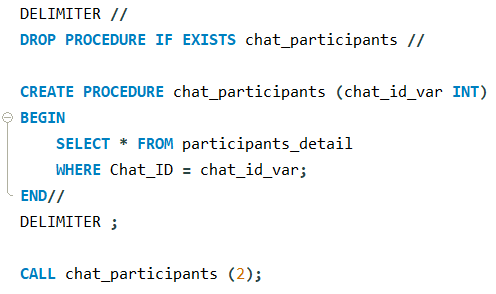 DELIMITER //
DROP PROCEDURE IF EXISTS chat_participants //
CREATE PROCEDURE chat_participants (chat_id_var INT)
BEGIN
SELECT * FROM participants_detail
WHERE Chat_ID = chat_id_var;
END//
DELIMITER ;
CALL chat_participants (2);